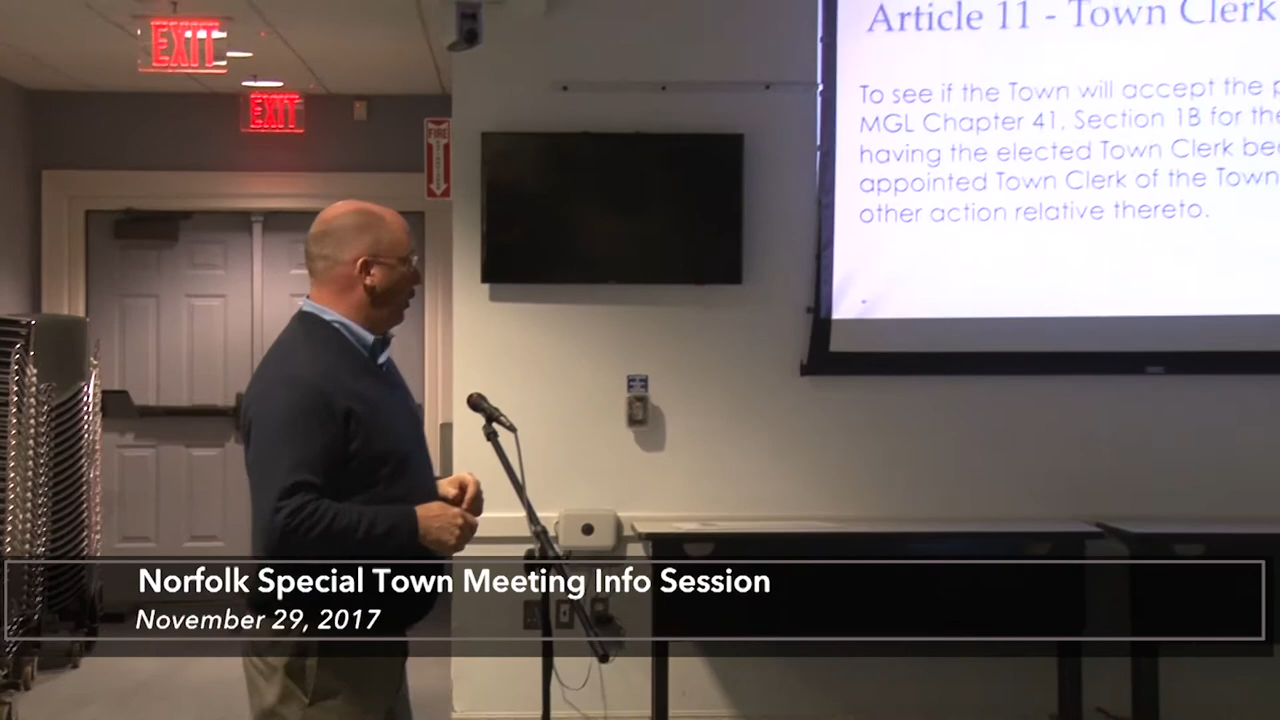 EXIT
EXIT
FIRE
Article 11 - Town Clerk
To see if the Town will accept the
MGL Chapter 41, Section 1B for the
having the elected Town Clerk
appointed Town Clerk of the Town
other action relative thereto.
Norfolk Special Town Meeting Info Session
November 29, 2017